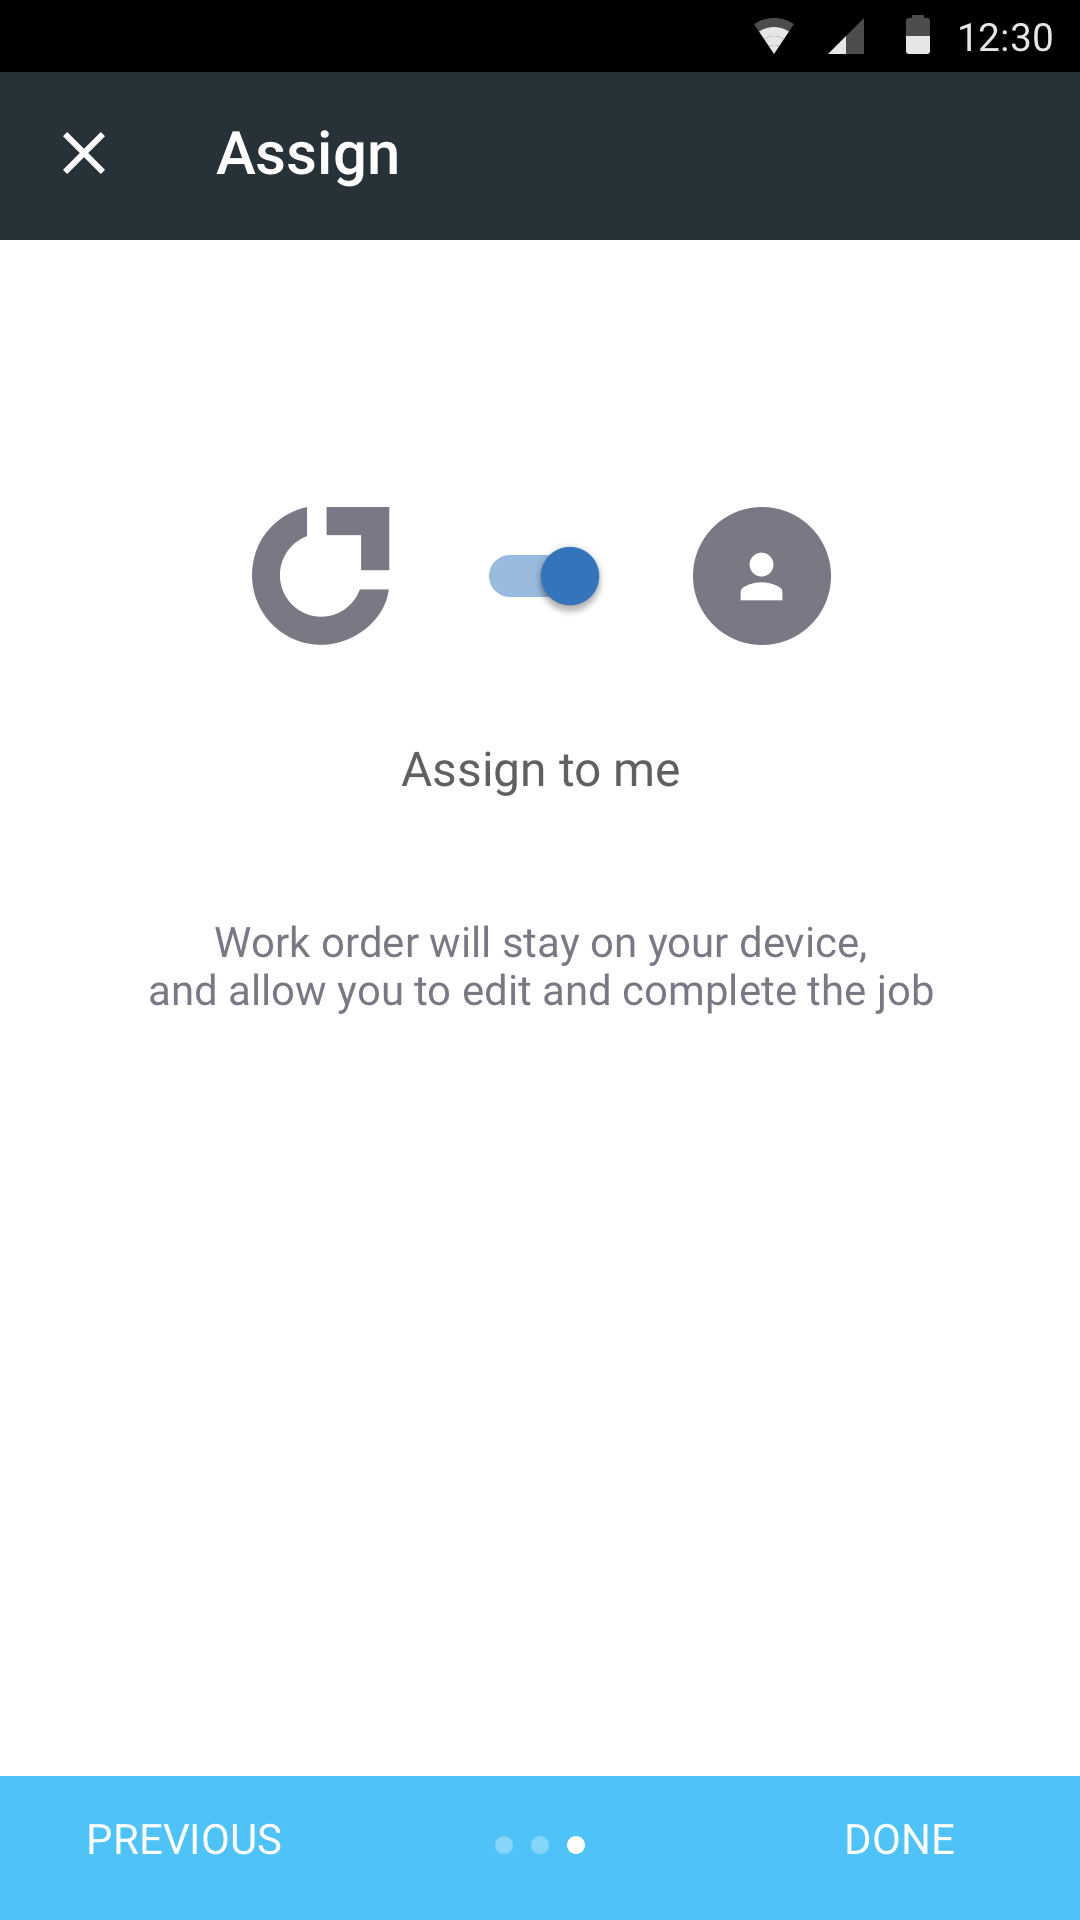 12:30
Assign
Assign to me
Work order will stay on your device,
and allow you to edit and complete the job
PREVIOUS
DONE